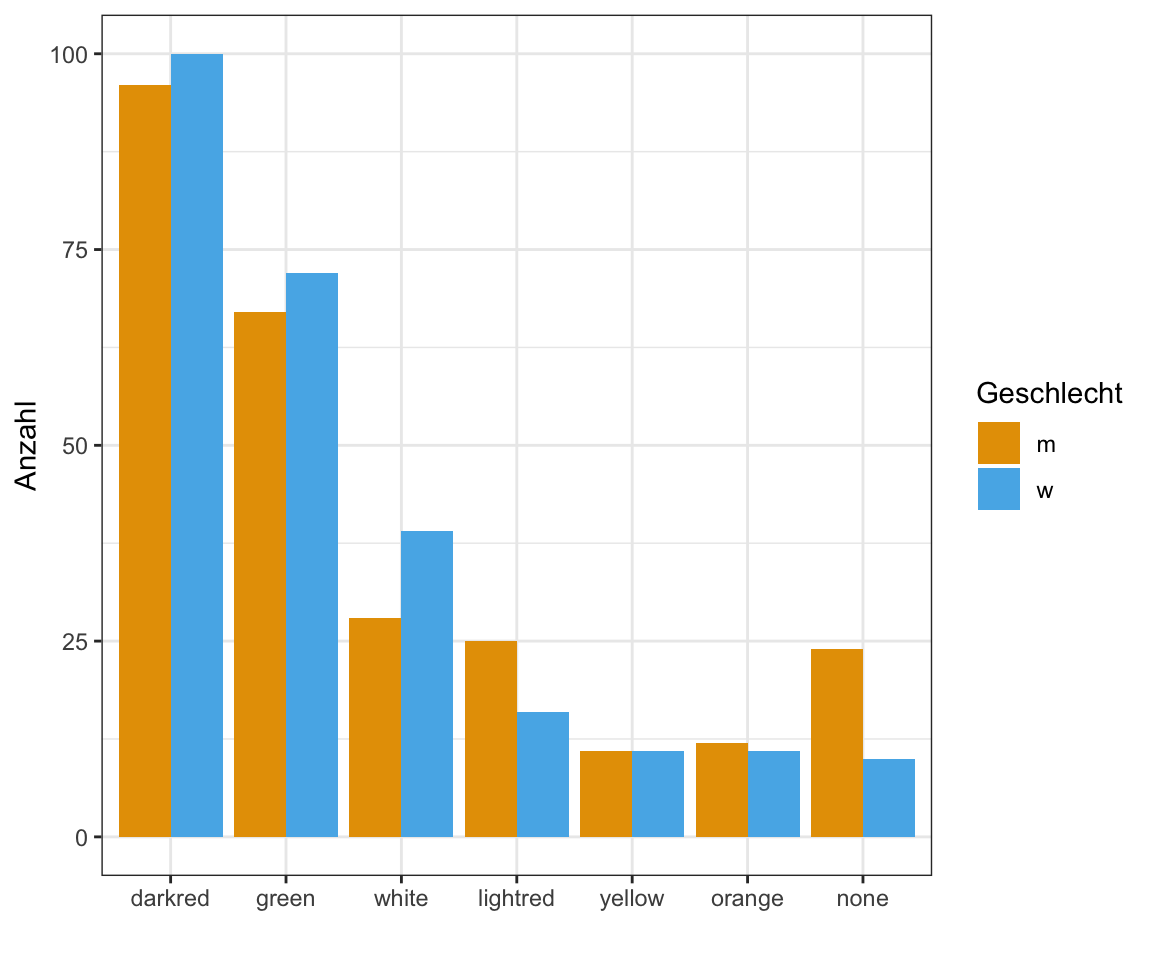 100
75
50
25
0
Anzahl
darkred green white lightred yellow orange none
Geschlecht
m
w